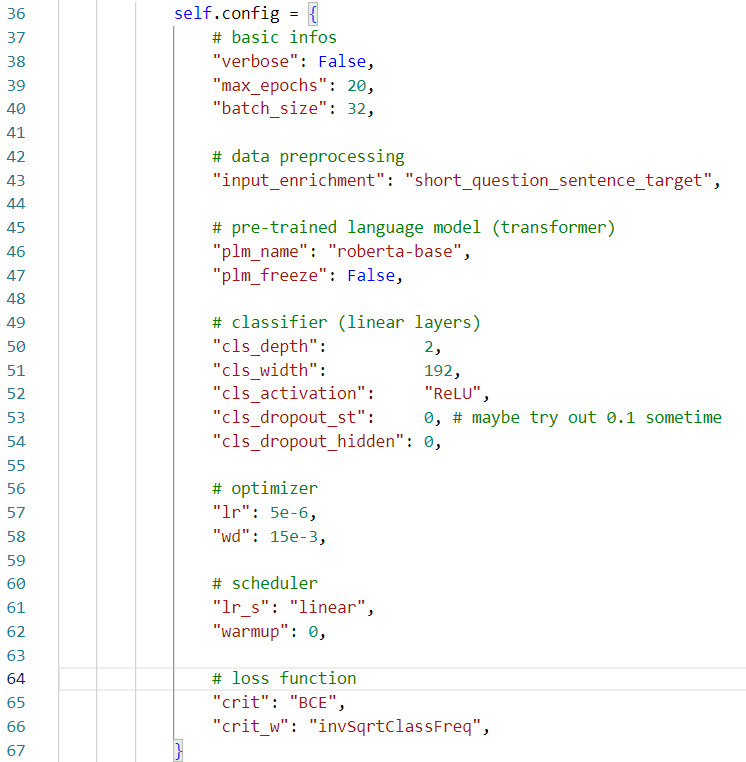 36 self.config = {
37 # basic infos
38 "verbose": False,
39 "max_epochs": 20,
40 "batch_size": 32,
41
42 # data preprocessing
43 "input_enrichment": "short_question_sentence_target",
44
45 # pre-trained language model (transformer)
46 "plm_name": "roberta-base",
47 "plm_freeze": False,
48
49 # classifier (linear layers)
50 "cls_depth": 2,
51 "cls_width": 192,
52 "cls_activation": "ReLU",
53 "cls_dropout_st": 0, # maybe try out 0.1 sometime
54 "cls_dropout_hidden": 0,
55
56 # optimizer
57 "lr": 5e-6,
58 "wd": 15e-3,
59
60 # scheduler
61 "lr_s": "linear",
62 "warmup": 0,
63
64 # loss function
65 "crit": "BCE",
66 "crit_w": "invSqrtClassFreq",
67 }